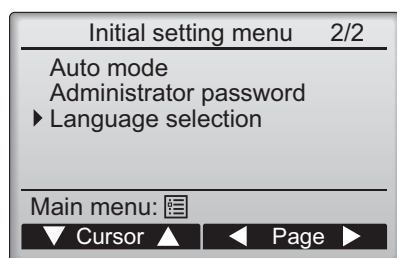 Initial setting menu 2/2
Auto mode
Administrator password
Language selection
Main menu:
Cursor Page